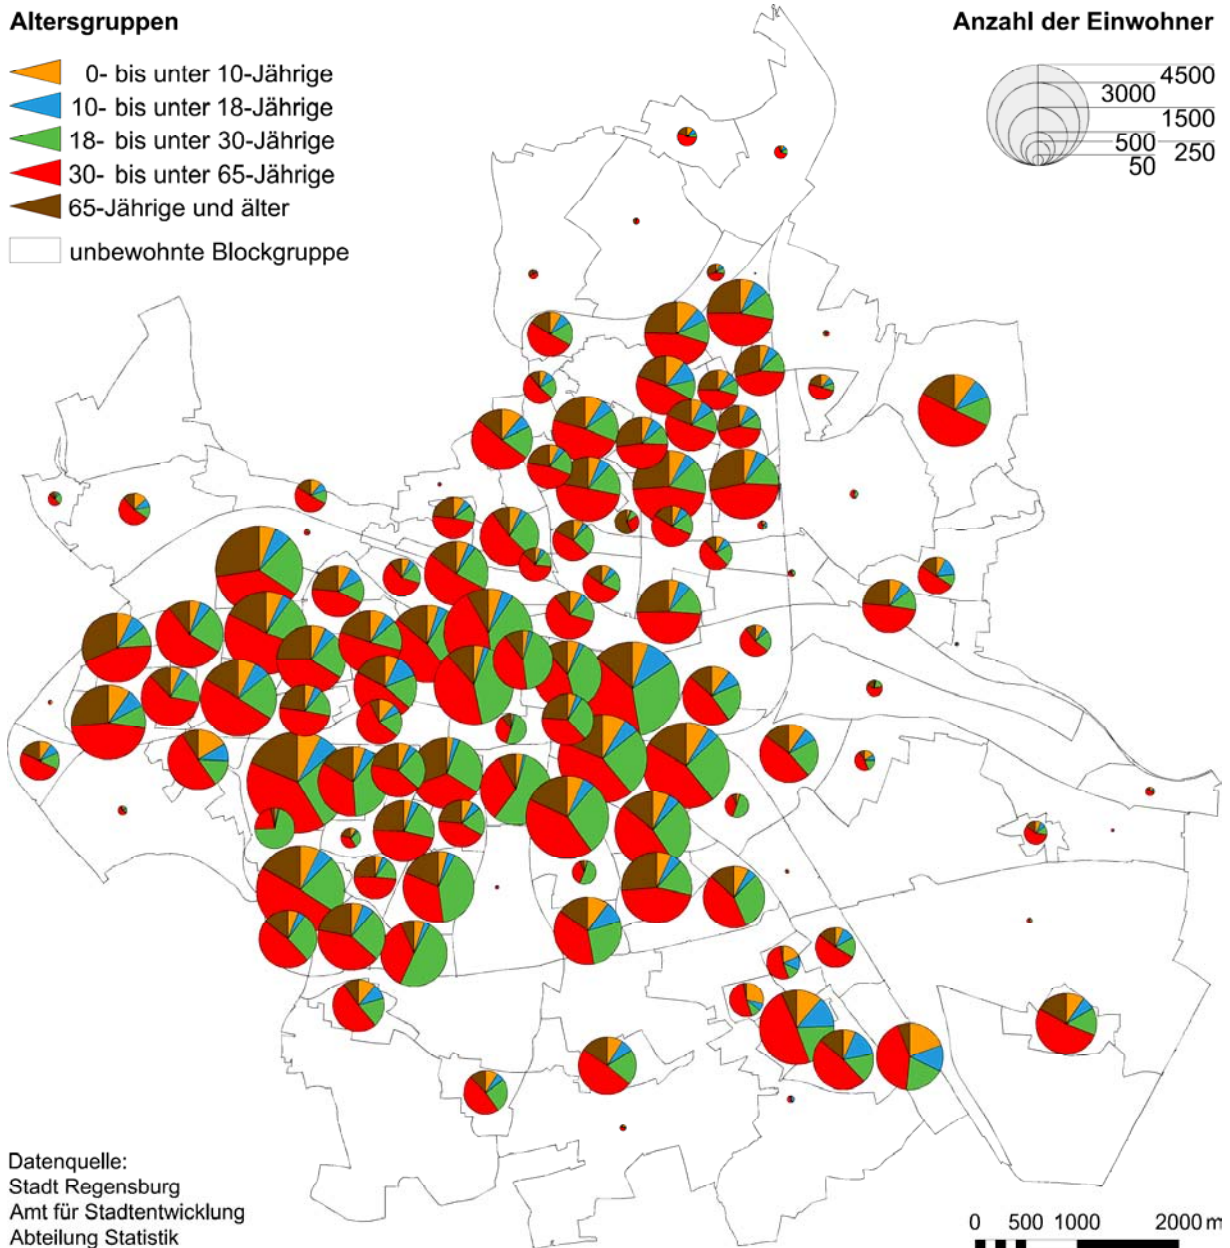 Altersgruppen
0- bis unter 10-Jährige
10- bis unter 18-Jährige
18- bis unter 30-Jährige
30- bis unter 65-Jährige
65-Jährige und älter
unbewohnte Blockgruppe
Anzahl der Einwohner
4500
3000
1500
500
250
50
Datenquelle:
Stadt Regensburg
Amt für Stadtentwicklung
Abteilung Statistik
0 500 1000 2000 m